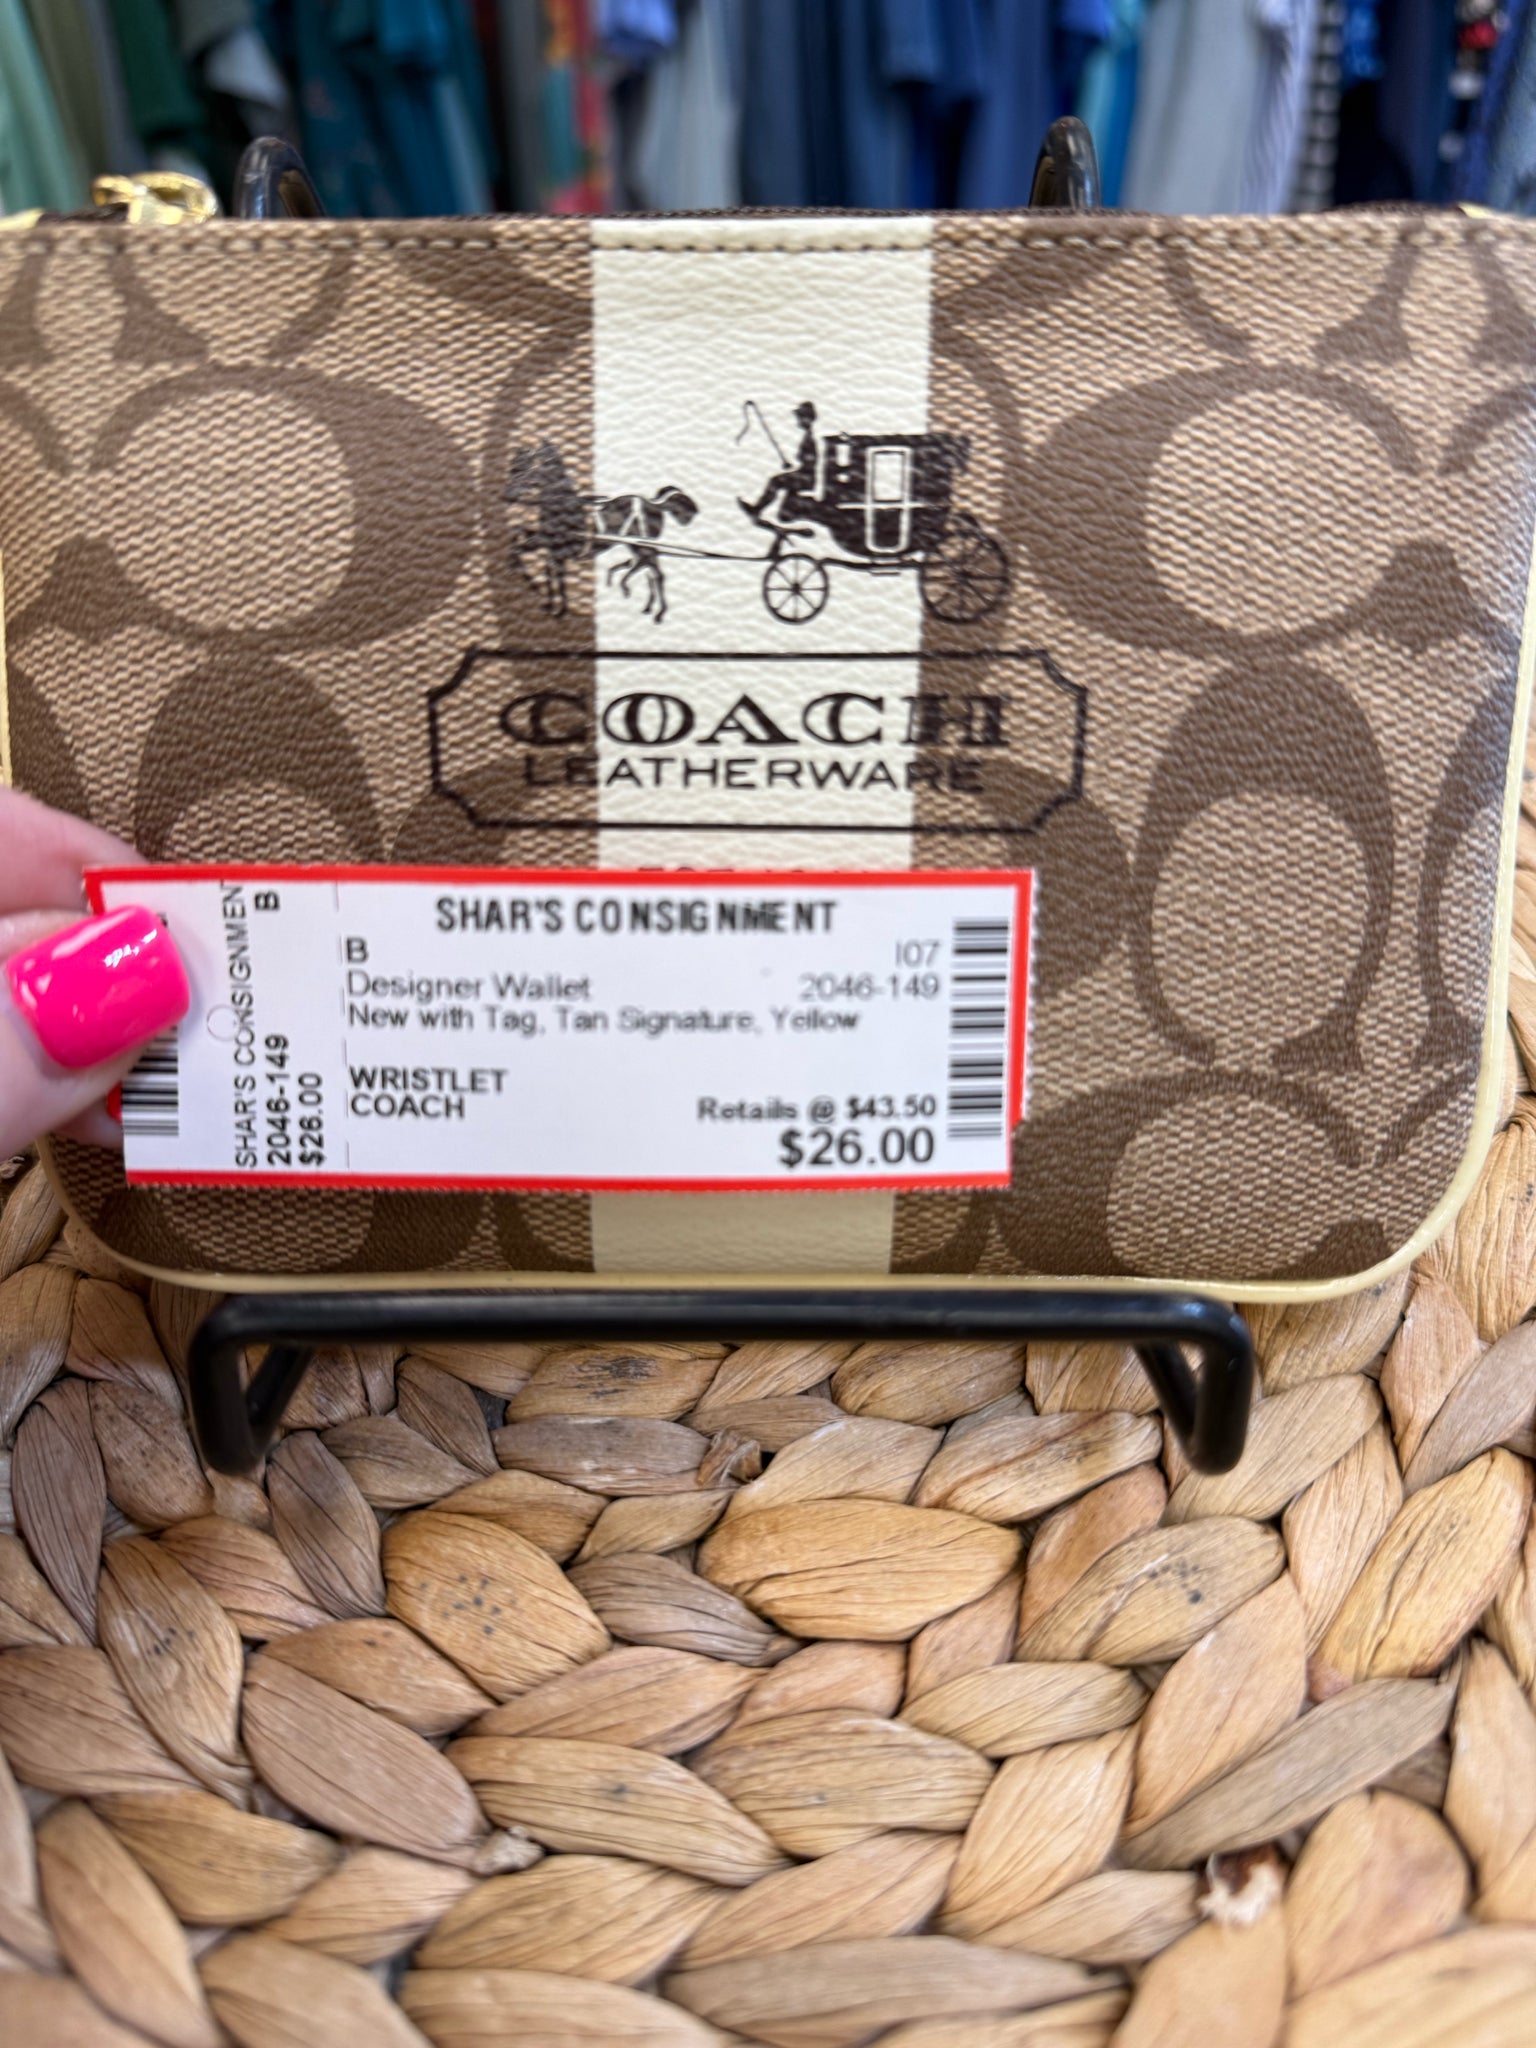 COACH
LEATHERWARE
SHAR'S CONSIGNMENT
B
I07
Designer Wallet
2046-149
New with Tag, Tan Signature, Yellow
WRISTLET
COACH
Retails @ $43.50
$26.00
SHAR'S CONSIGNMEN
B
2046-149
$26.00